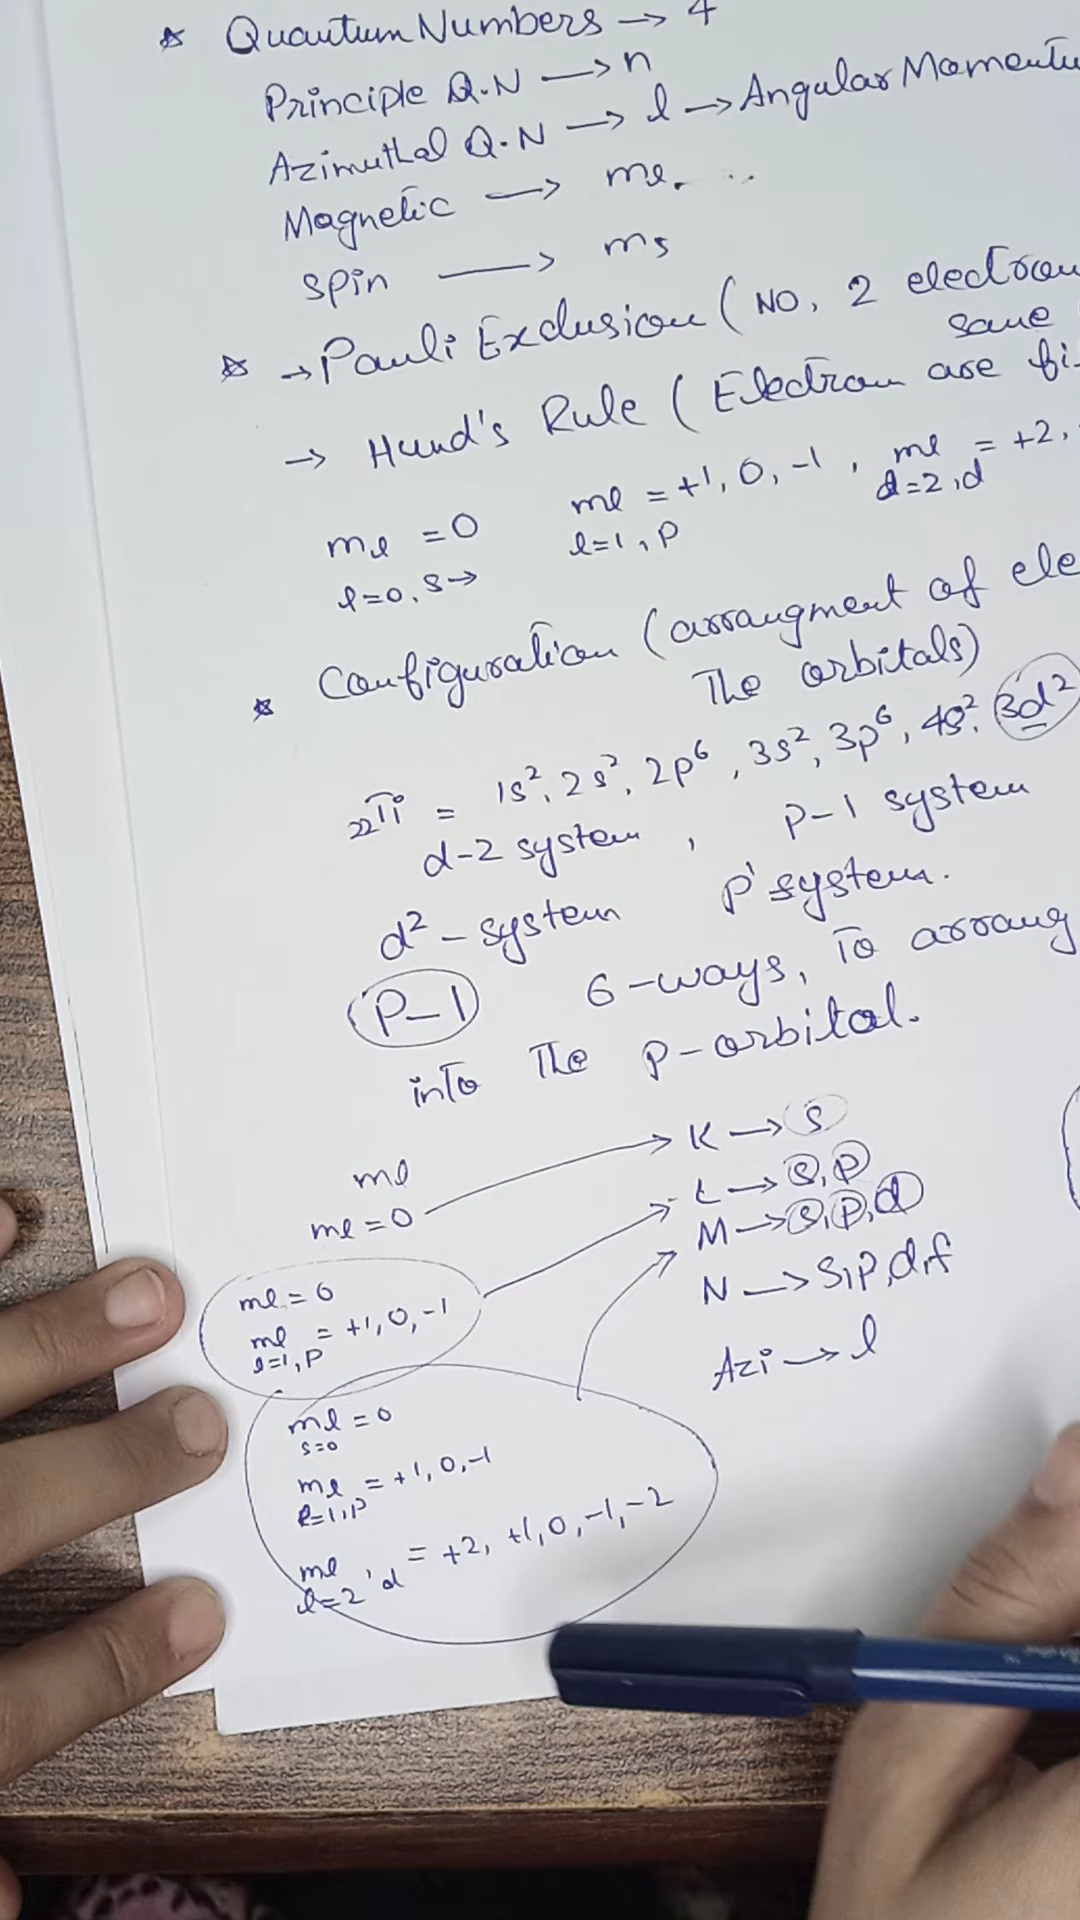 ☆ Quantum Numbers → 4
Principle Q.N → n
Azimuthal Q.N → l → Angular Momentu
Magnetic → ml.
spin → ms
☆ → Pauli Exclusion ( NO, 2 electron
same
→ Hund's Rule ( Electron are fi
ml = 0 ml = +1, 0, -1 , ml = +2,
l=0, s→ l=1, P d=2, d
☆ Configuration (arrangment of ele
The orbitals)
22Ti = 1s², 2s², 2p⁶, 3s², 3p⁶, 4s², 3d²
d-2 system , P-1 system
d² - system P' system.
P-1 6-ways, To arrang
into The p-orbital.
ml K → s
ml = 0 L → s, p
M → s, p, d
ml = 0 N → s, p, d, f
ml = +1, 0, -1
l=1, P Azi → l
ml = 0
s=0
ml = +1, 0, -1
l=1, P
ml = +2, +1, 0, -1, -2
l=2, d